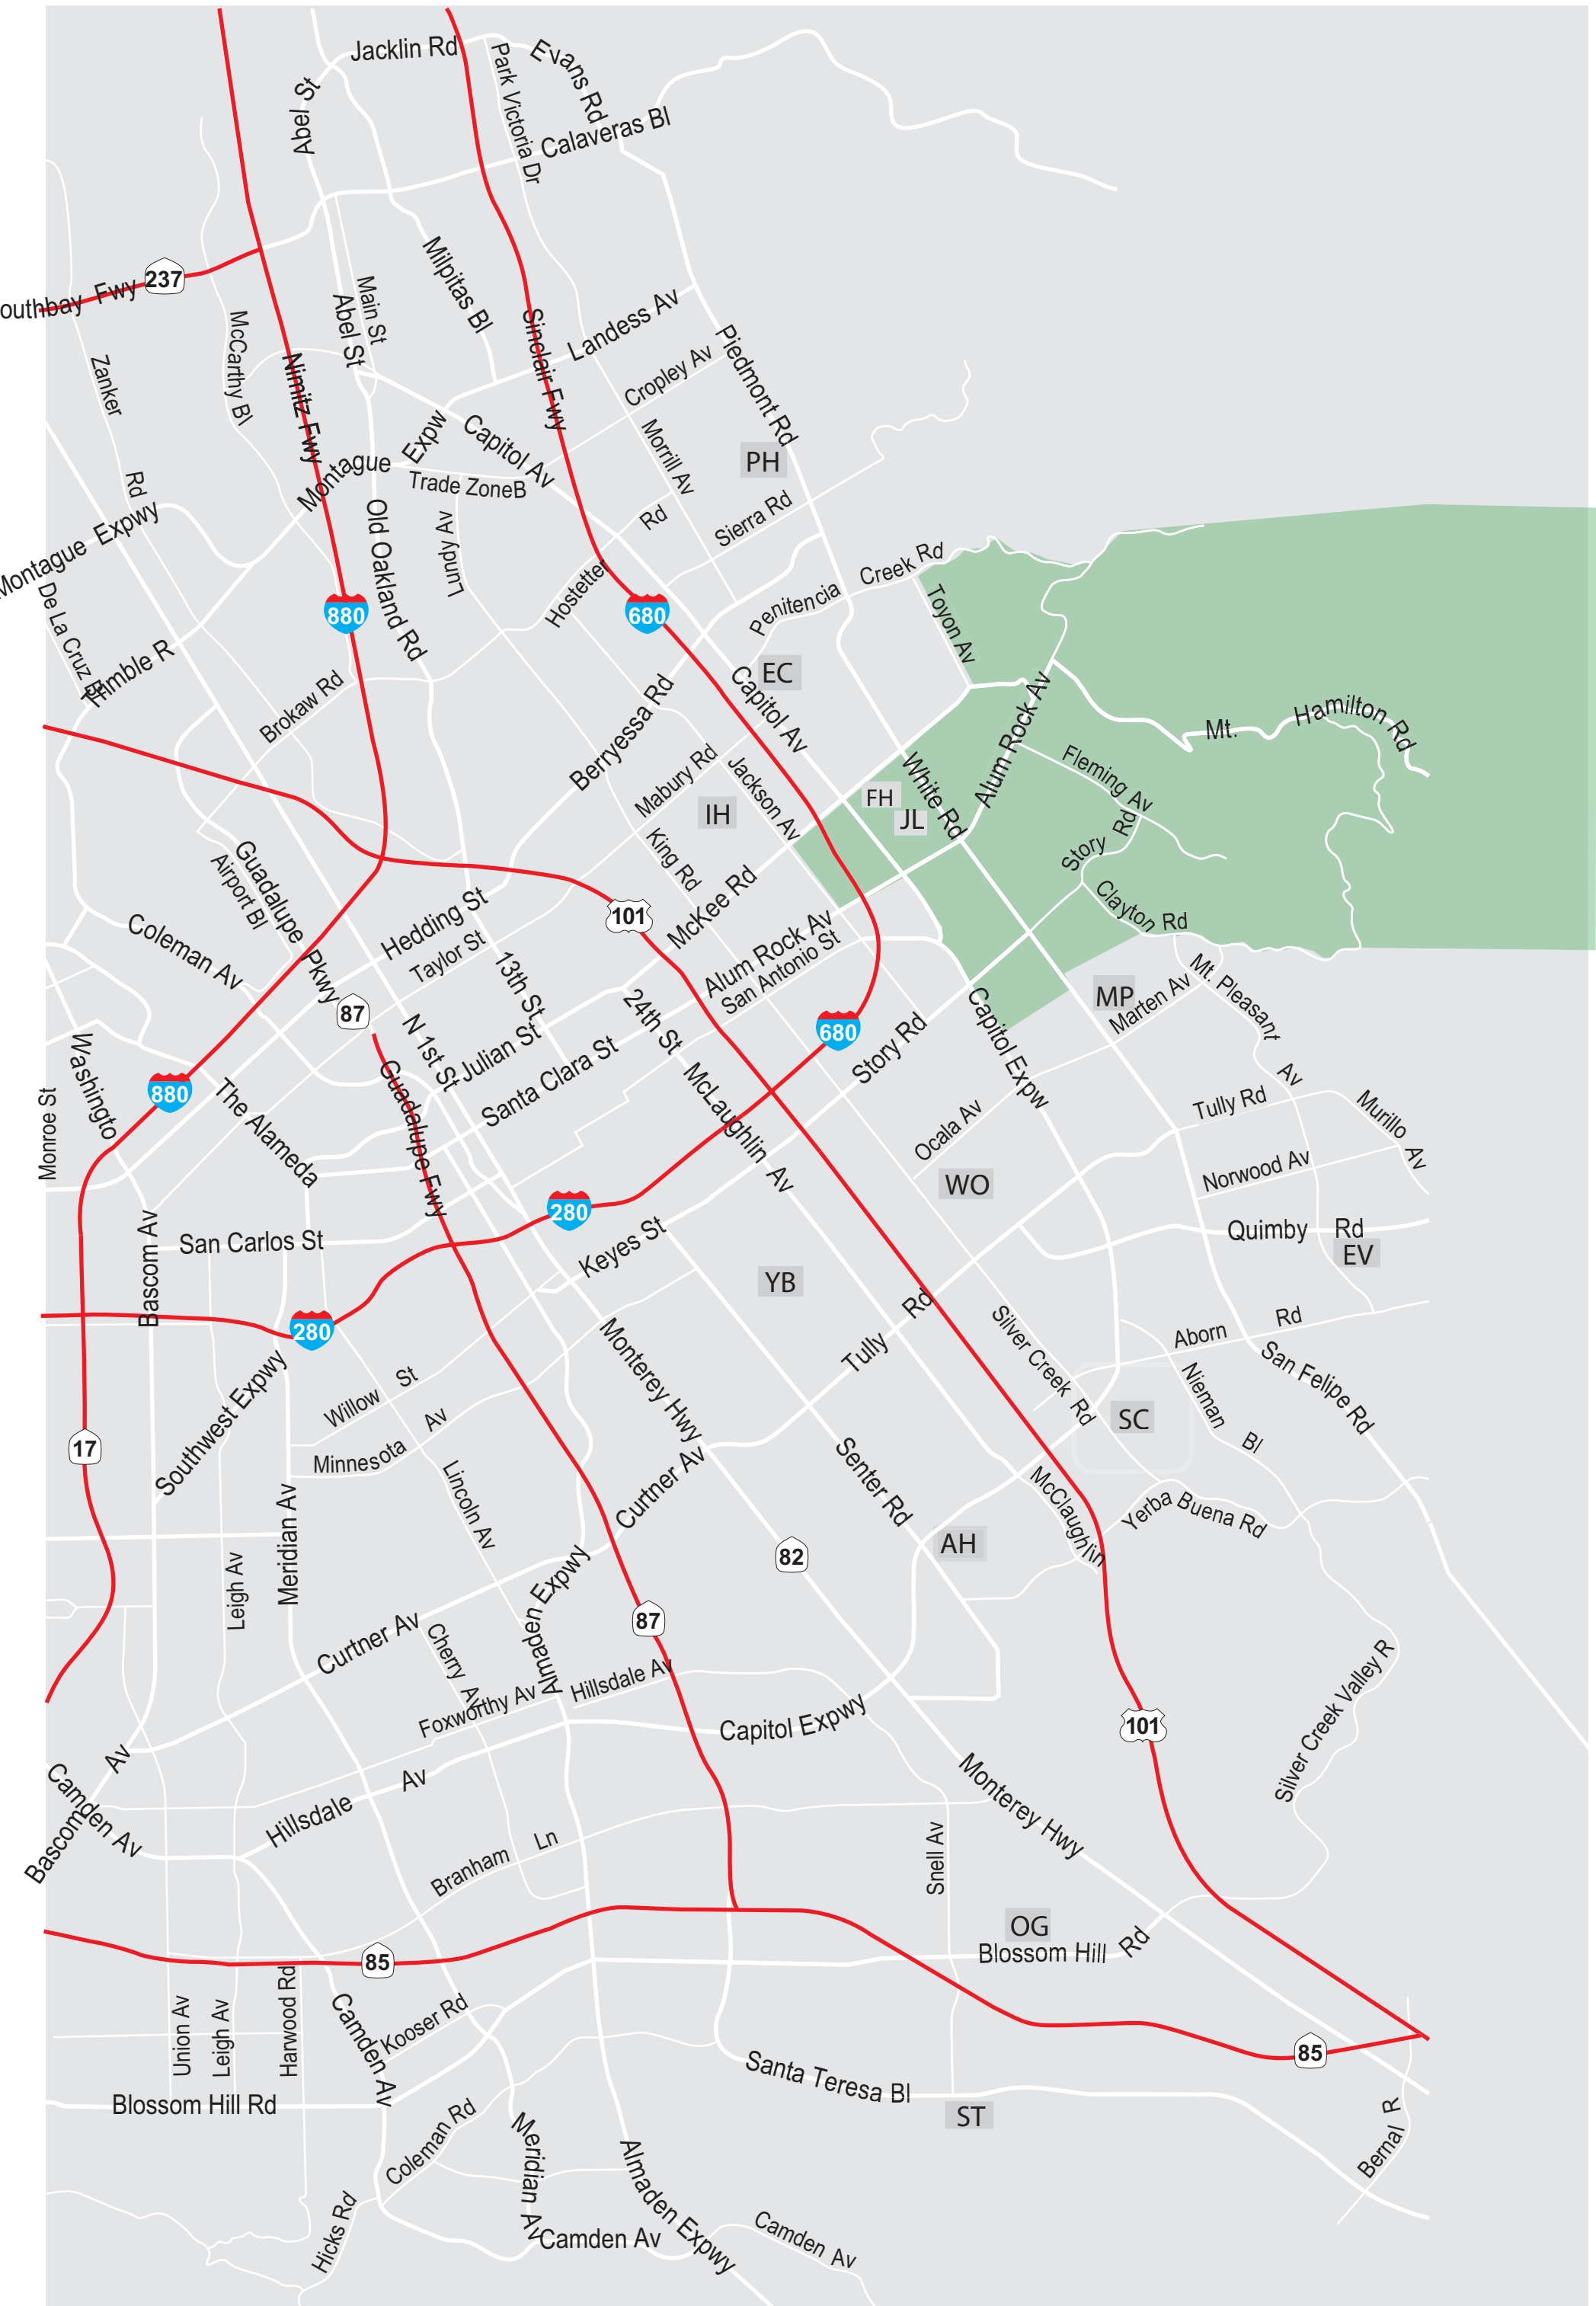 Jacklin Rd
Evans Rd
Park Victoria Dr
Abel St
Calaveras Bl
outhbay Fwy
237
McCarthy Bl
Main St
Abel St
Milpitas Bl
Sinclair Fwy
Landess Av
Piedmont Rd
Cropley Av
Zanker Rd
Nimitz Fwy
Montague Expw
Capitol Av
Morrill Av
PH
Trade ZoneB
Montague Expwy
Old Oakland Rd
Lundy Av
Hostetter Rd
Sierra Rd
Penitencia Creek Rd
Toyon Av
De La Cruz B
880
680
Trimble R
Brokaw Rd
Berryessa Rd
EC
Capitol Av
Alum Rock Av
Mt. Hamilton Rd
Mabury Rd
Jackson Av
White Rd
Fleming Av
IH
FH
JL
King Rd
Story Rd
Guadalupe Pkwy
Airport Bl
McKee Rd
Clayton Rd
Coleman Av
Hedding St
Taylor St
101
Alum Rock Av
San Antonio St
13th St
87
24th St
680
Story Rd
Capitol Expw
MP
Marten Av
Mt. Pleasant Av
N 1st St
Julian St
Santa Clara St
McLaughlin Av
Washingto
Monroe St
880
The Alameda
Guadalupe Fwy
Ocala Av
Tully Rd
Murillo Av
WO
Norwood Av
280
Keyes St
Quimby Rd
EV
San Carlos St
Bascom Av
YB
280
Monterey Hwy
Tully Rd
Silver Creek Rd
Aborn Rd
San Felipe Rd
Nieman Bl
Southwest Expwy
Willow St
Minnesota Av
SC
17
Lincoln Av
Curtner Av
Senter Rd
McClaughlin
Yerba Buena Rd
Meridian Av
Leigh Av
AH
82
Almaden Expwy
87
Curtner Av
Cherry Av
Foxworthy Av
Hillsdale Av
Silver Creek Valley R
Capitol Expwy
101
Camden Av
Bascom Av
Hillsdale Av
Monterey Hwy
Branham Ln
Snell Av
OG
Blossom Hill Rd
85
Union Av
Leigh Av
Harwood Rd
Camden Av
Kooser Rd
85
Santa Teresa Bl
Blossom Hill Rd
ST
Bernal R
Coleman Rd
Meridian Av
Almaden Expwy
Hicks Rd
Camden Av
Camden Av